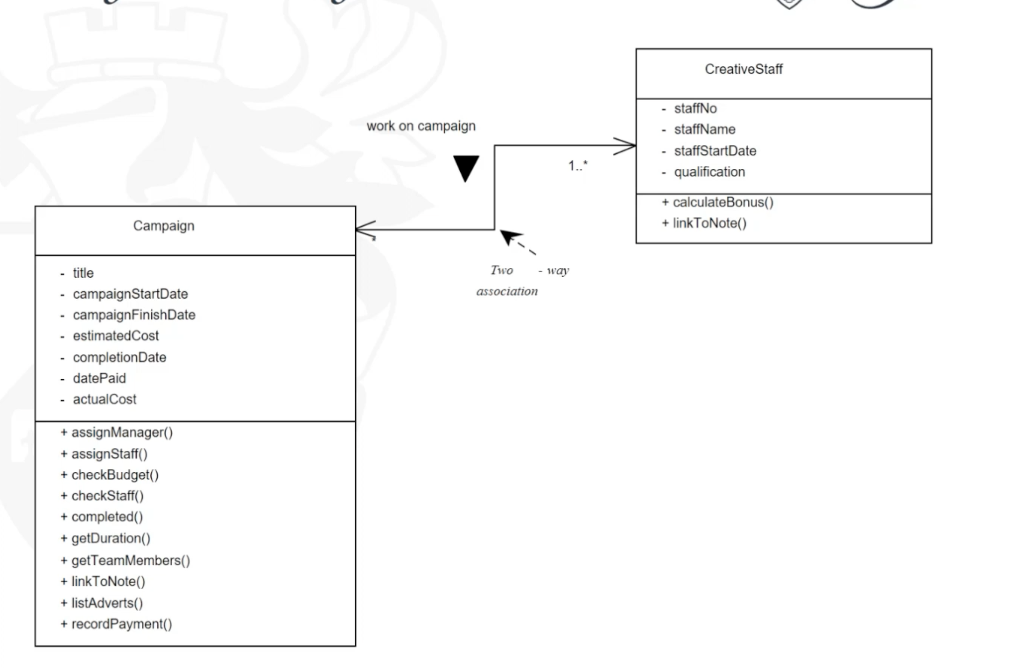 CreativeStaff
- staffNo
- staffName
- staffStartDate
- qualification
+ calculateBonus()
+ linkToNote()
work on campaign
1..*
Two - way
association
Campaign
- title
- campaignStartDate
- campaignFinishDate
- estimatedCost
- completionDate
- datePaid
- actualCost
+ assignManager()
+ assignStaff()
+ checkBudget()
+ checkStaff()
+ completed()
+ getDuration()
+ getTeamMembers()
+ linkToNote()
+ listAdverts()
+ recordPayment()